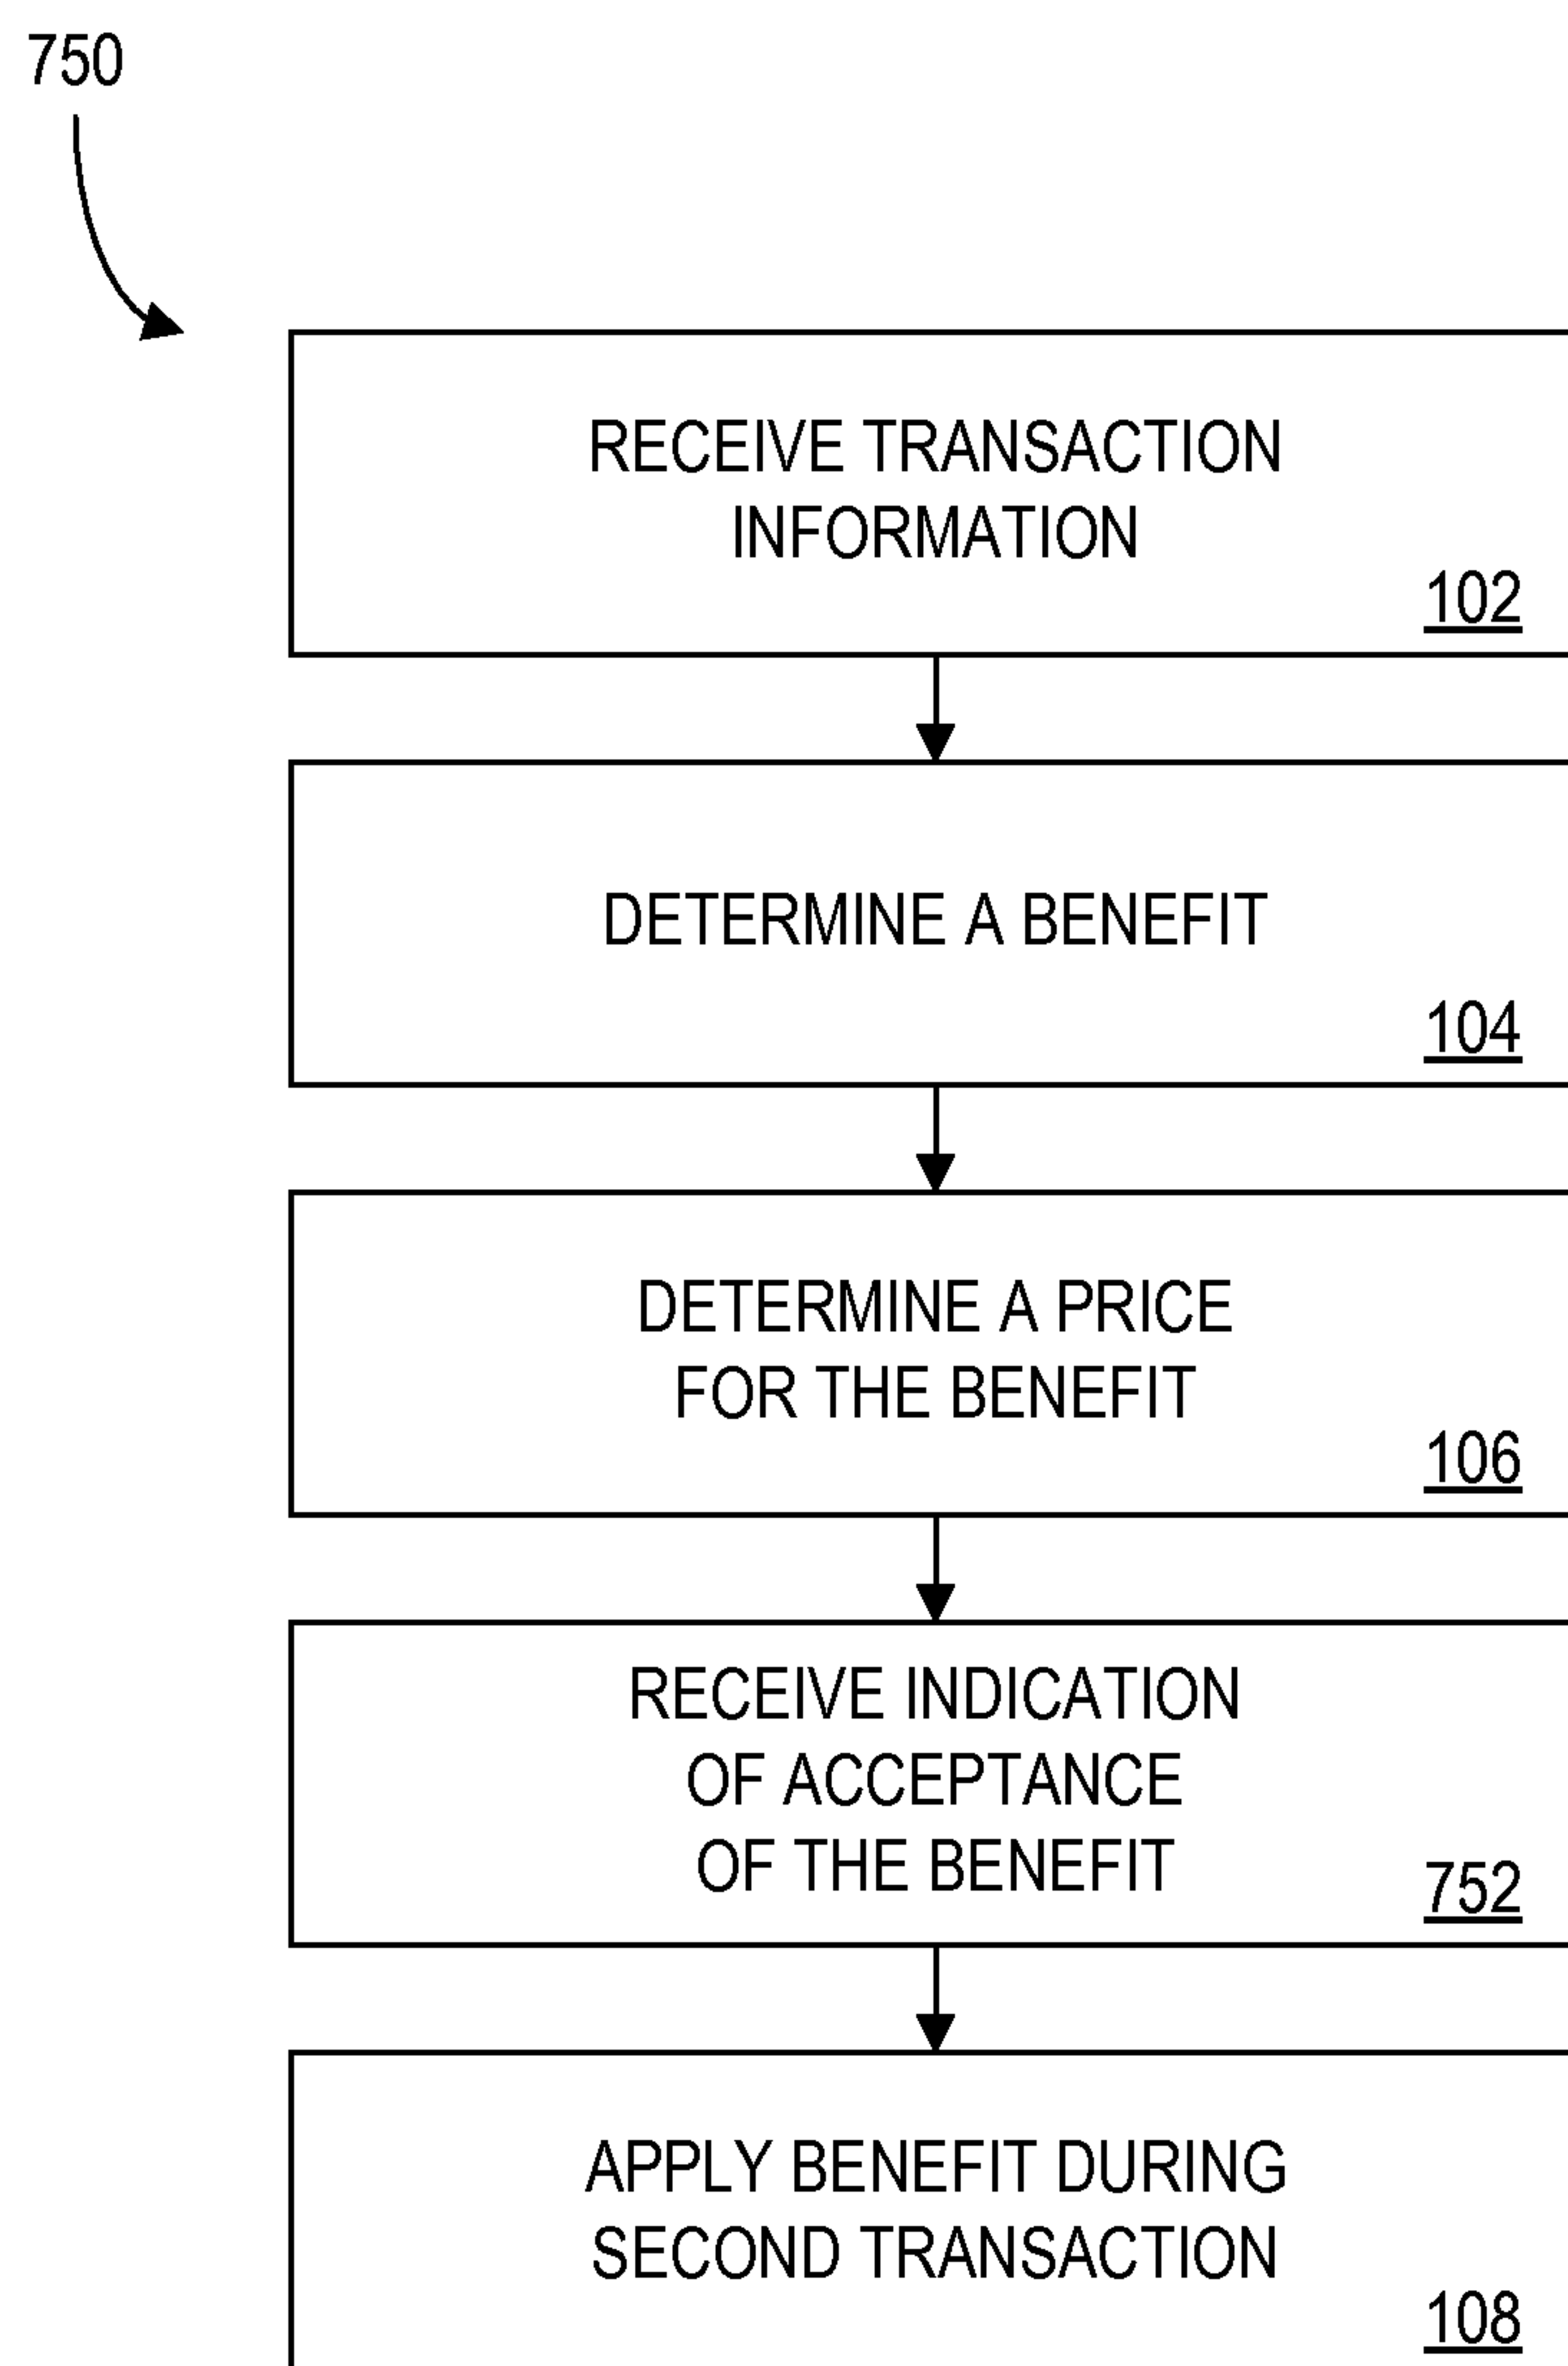 750
RECEIVE TRANSACTION
INFORMATION
102
DETERMINE A BENEFIT
104
DETERMINE A PRICE
FOR THE BENEFIT
106
RECEIVE INDICATION
OF ACCEPTANCE
OF THE BENEFIT
752
APPLY BENEFIT DURING
SECOND TRANSACTION
108